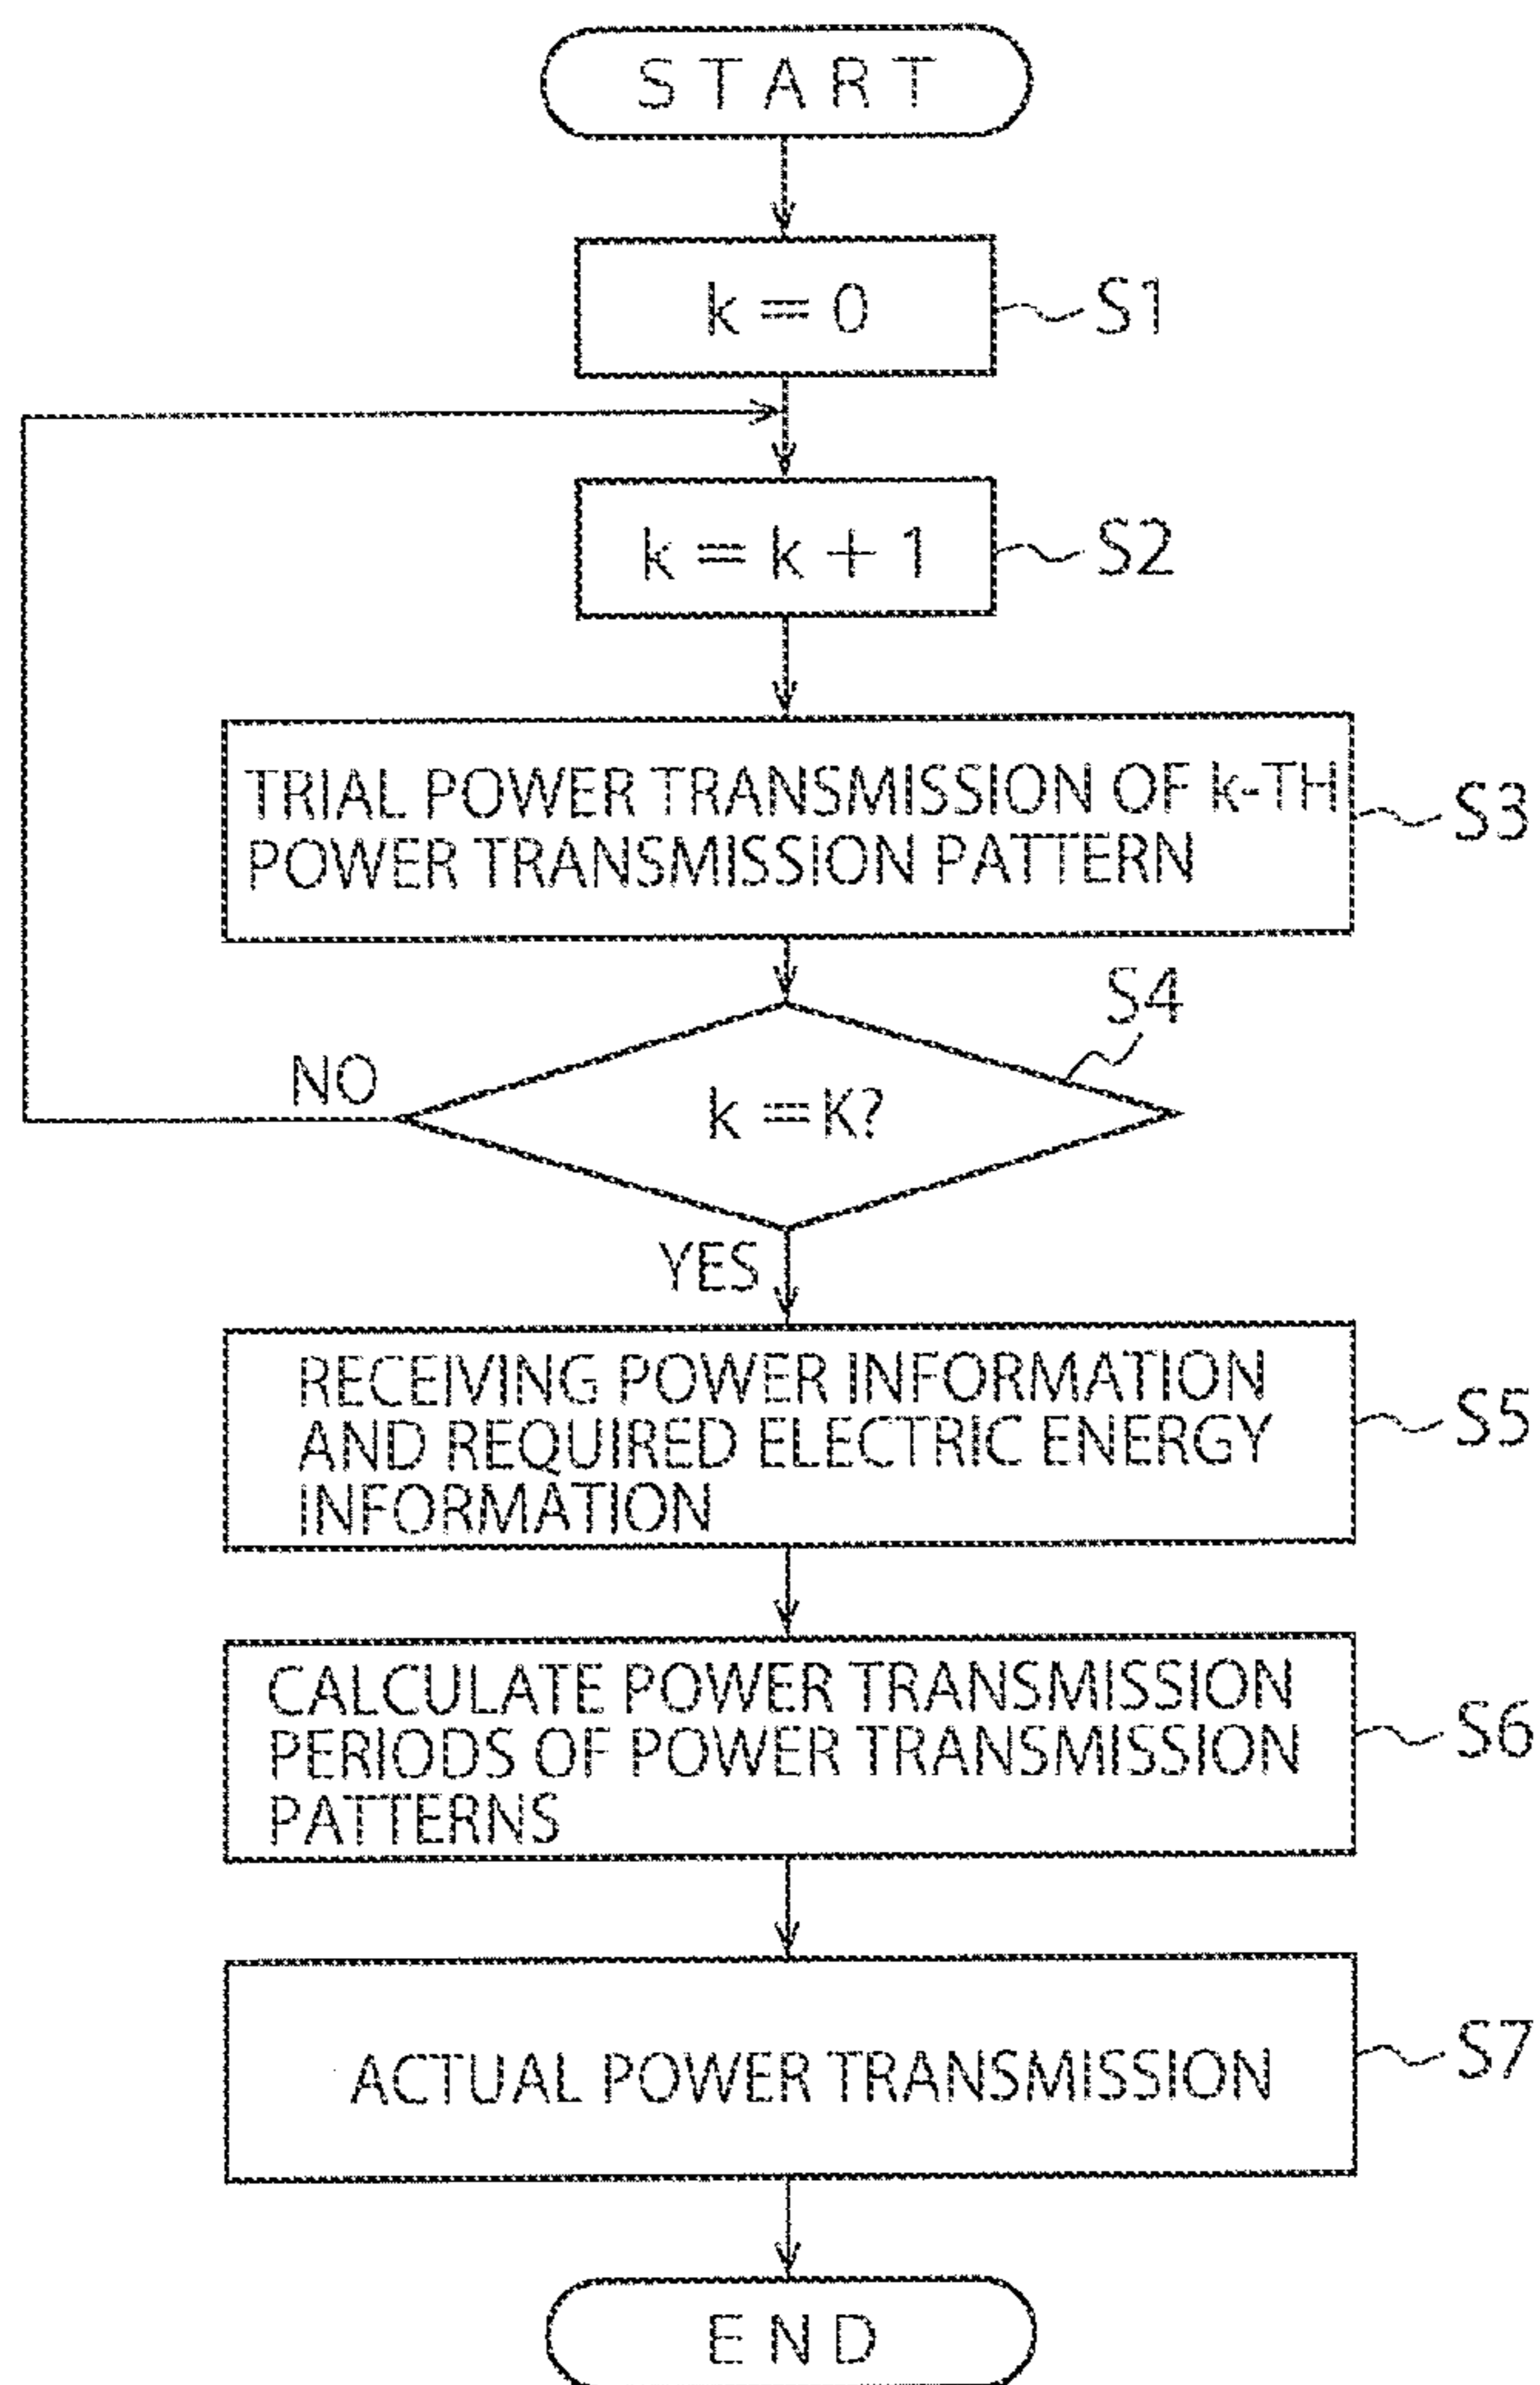 START
k=0
S1
k=k+1
S2
TRIAL POWER TRANSMISSION OF k-TH
POWER TRANSMISSION PATTERN
S3
S4
NO
k=K?
YES
RECEIVING POWER INFORMATION
AND REQUIRED ELECTRIC ENERGY
INFORMATION
S5
CALCULATE POWER TRANSMISSION
PERIODS OF POWER TRANSMISSION
PATTERNS
S6
ACTUAL POWER TRANSMISSION
S7
END